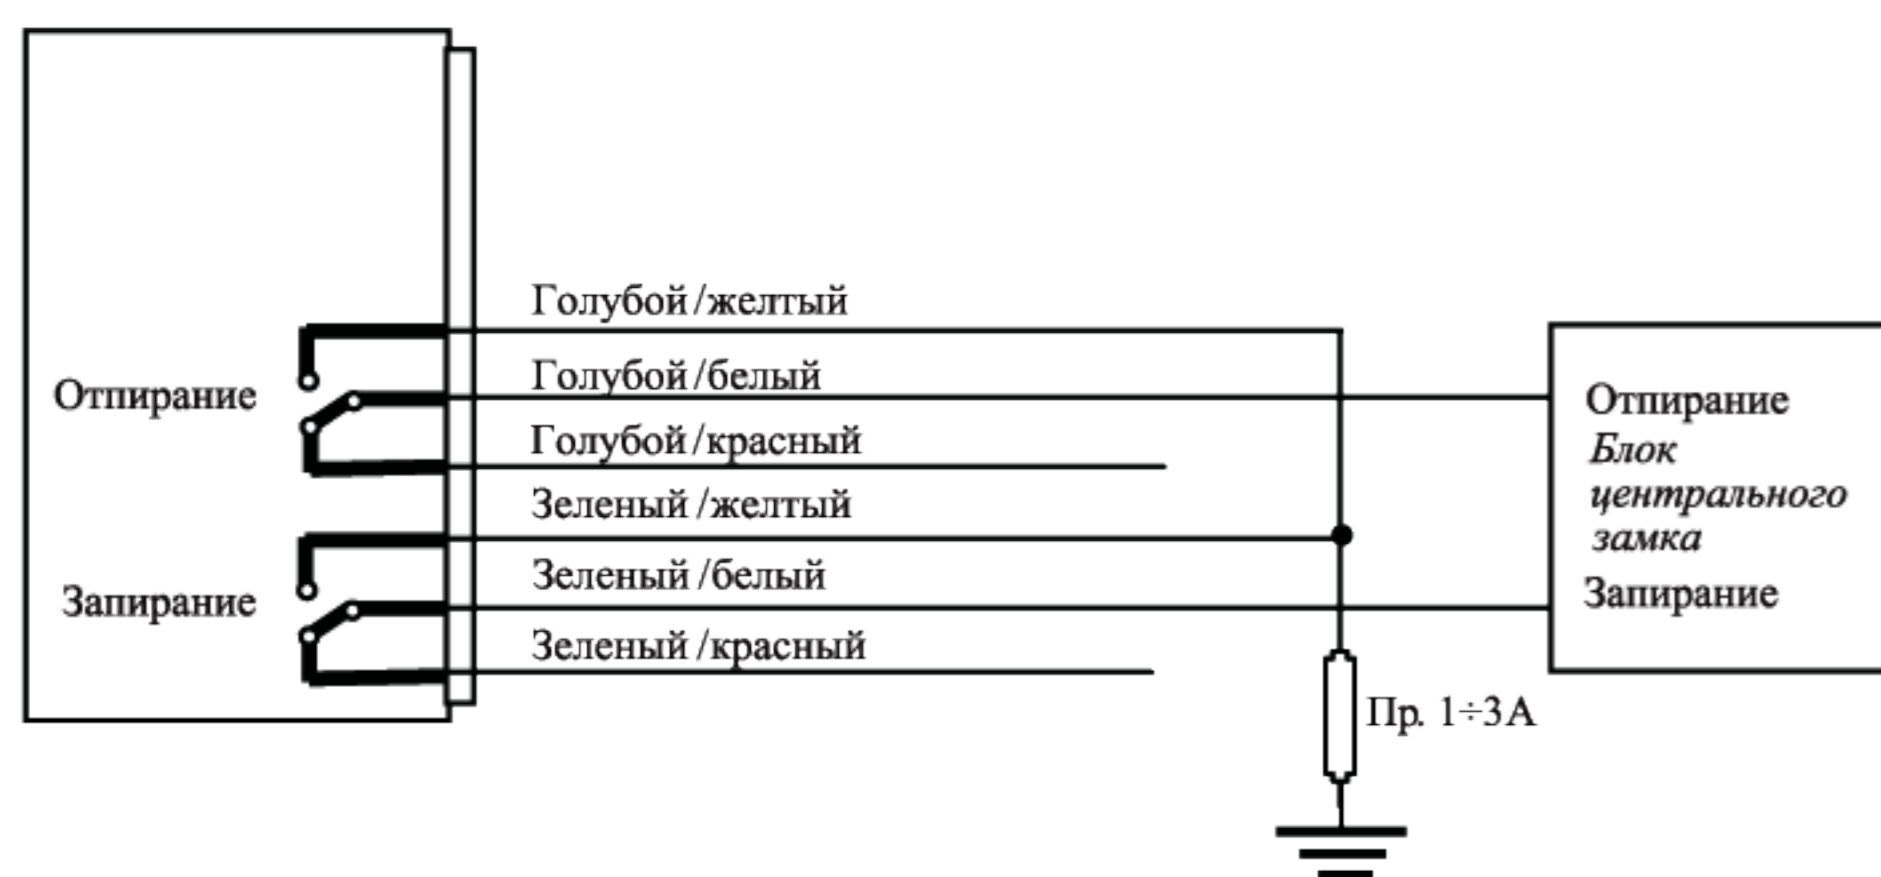 Голубой/желтый
Отпирание
Голубой/белый
Голубой/красный
Зеленый/желтый
Запирание
Зеленый/белый
Зеленый/красный
Отпирание
Блок
центрального
замка
Запирание
Пр. 1÷3А